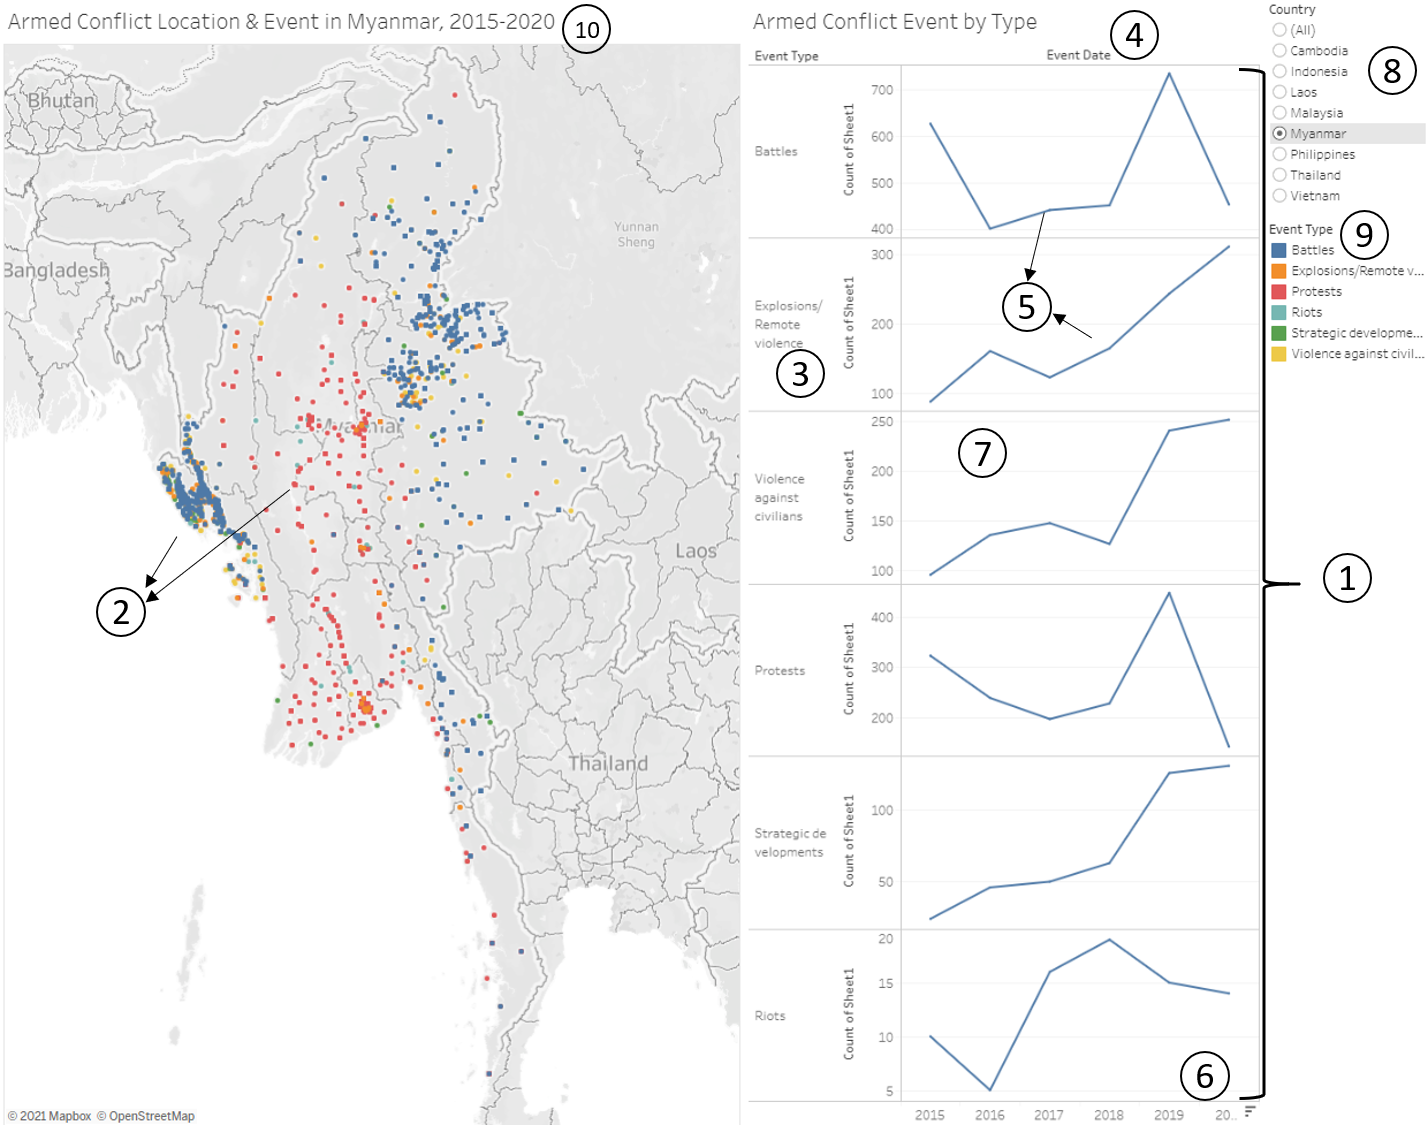 Armed Conflict Location & Event in Myanmar, 2015-2020
10
Bhutan
Bangladesh
Yunnan
Sheng
Myanmar
Laos
Thailand
2
© 2021 Mapbox © OpenStreetMap
Armed Conflict Event by Type
4
Event Type
Event Date
Battles
Count of Sheet1
700
600
500
400
5
Explosions/
Remote
violence
3
Count of Sheet1
300
200
100
Violence
against
civilians
Count of Sheet1
250
200
150
100
7
Protests
Count of Sheet1
400
300
200
Strategic de
velopments
Count of Sheet1
100
50
Riots
Count of Sheet1
20
15
10
5
6
2015
2016
2017
2018
2019
20..
1
Country
(All)
Cambodia
Indonesia
8
Laos
Malaysia
Myanmar
Philippines
Thailand
Vietnam
Event Type
9
Battles
Explosions/Remote v...
Protests
Riots
Strategic developme...
Violence against civil...